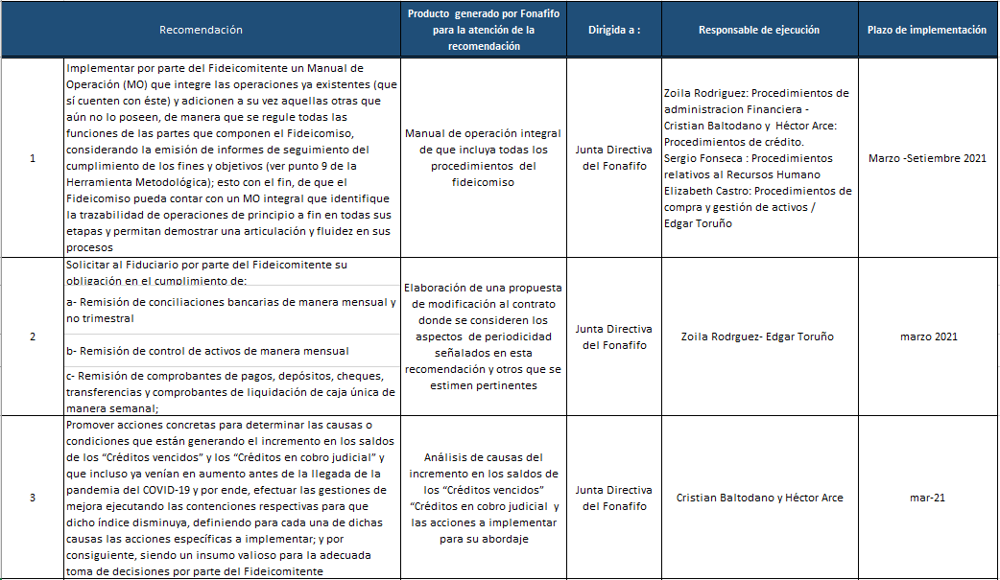 Recomendación
Producto generado por Fonafifo
para la atención de la
recomendación
Dirigida a :
Responsable de ejecución
Plazo de implementación
1
Implementar por parte del Fideicomitente un Manual de
Operación (MO) que integre las operaciones ya existentes (que
sí cuenten con éste) y adicionen a su vez aquellas otras que
aún no lo poseen, de manera que se regule todas las
funciones de las partes que componen el Fideicomiso,
considerando la emisión de informes de seguimiento del
cumplimiento de los fines y objetivos (ver punto 9 de la
Herramienta Metodológica); esto con el fin, de que el
Fideicomiso pueda contar con un MO integral que identifique
la trazabilidad de operaciones de principio a fin en todas sus
etapas y permitan demostrar una articulación y fluidez en sus
procesos
Manual de operación integral
de que incluya todas los
procedimientos del
fideicomiso
Junta Directiva
del Fonafifo
Zoila Rodriguez: Procedimientos de
administracion Financiera -
Cristian Baltodano y Héctor Arce:
Procedimientos de crédito.
Sergio Fonseca : Procedimientos
relativos al Recursos Humano
Elizabeth Castro: Procedimientos de
compra y gestión de activos /
Edgar Toruño
Marzo -Setiembre 2021
2
Solicitar al Fiduciario por parte del Fideicomitente su
obligación en el cumplimiento de:
a- Remisión de conciliaciones bancarias de manera mensual y
no trimestral
b- Remisión de control de activos de manera mensual
c- Remisión de comprobantes de pagos, depósitos, cheques,
transferencias y comprobantes de liquidación de caja única de
manera semanal;
Elaboración de una propuesta
de modificación al contrato
donde se consideren los
aspectos de periodicidad
señalados en esta
recomendación y otros que se
estimen pertinentes
Junta Directiva
del Fonafifo
Zoila Rodrguez- Edgar Toruño
marzo 2021
3
Promover acciones concretas para determinar las causas o
condiciones que están generando el incremento en los saldos
de los “Créditos vencidos” y los “Créditos en cobro judicial” y
que incluso ya venían en aumento antes de la llegada de la
pandemia del COVID-19 y por ende, efectuar las gestiones de
mejora ejecutando las contenciones respectivas para que
dicho índice disminuya, definiendo para cada una de dichas
causas las acciones específicas a implementar; y por
consiguiente, siendo un insumo valioso para la adecuada
toma de decisiones por parte del Fideicomitente
Análisis de causas del
incremento en los saldos de
los “Créditos vencidos”
“Créditos en cobro judicial y
las acciones a implementar
para su abordaje
Junta Directiva
del Fonafifo
Cristian Baltodano y Héctor Arce
mar-21